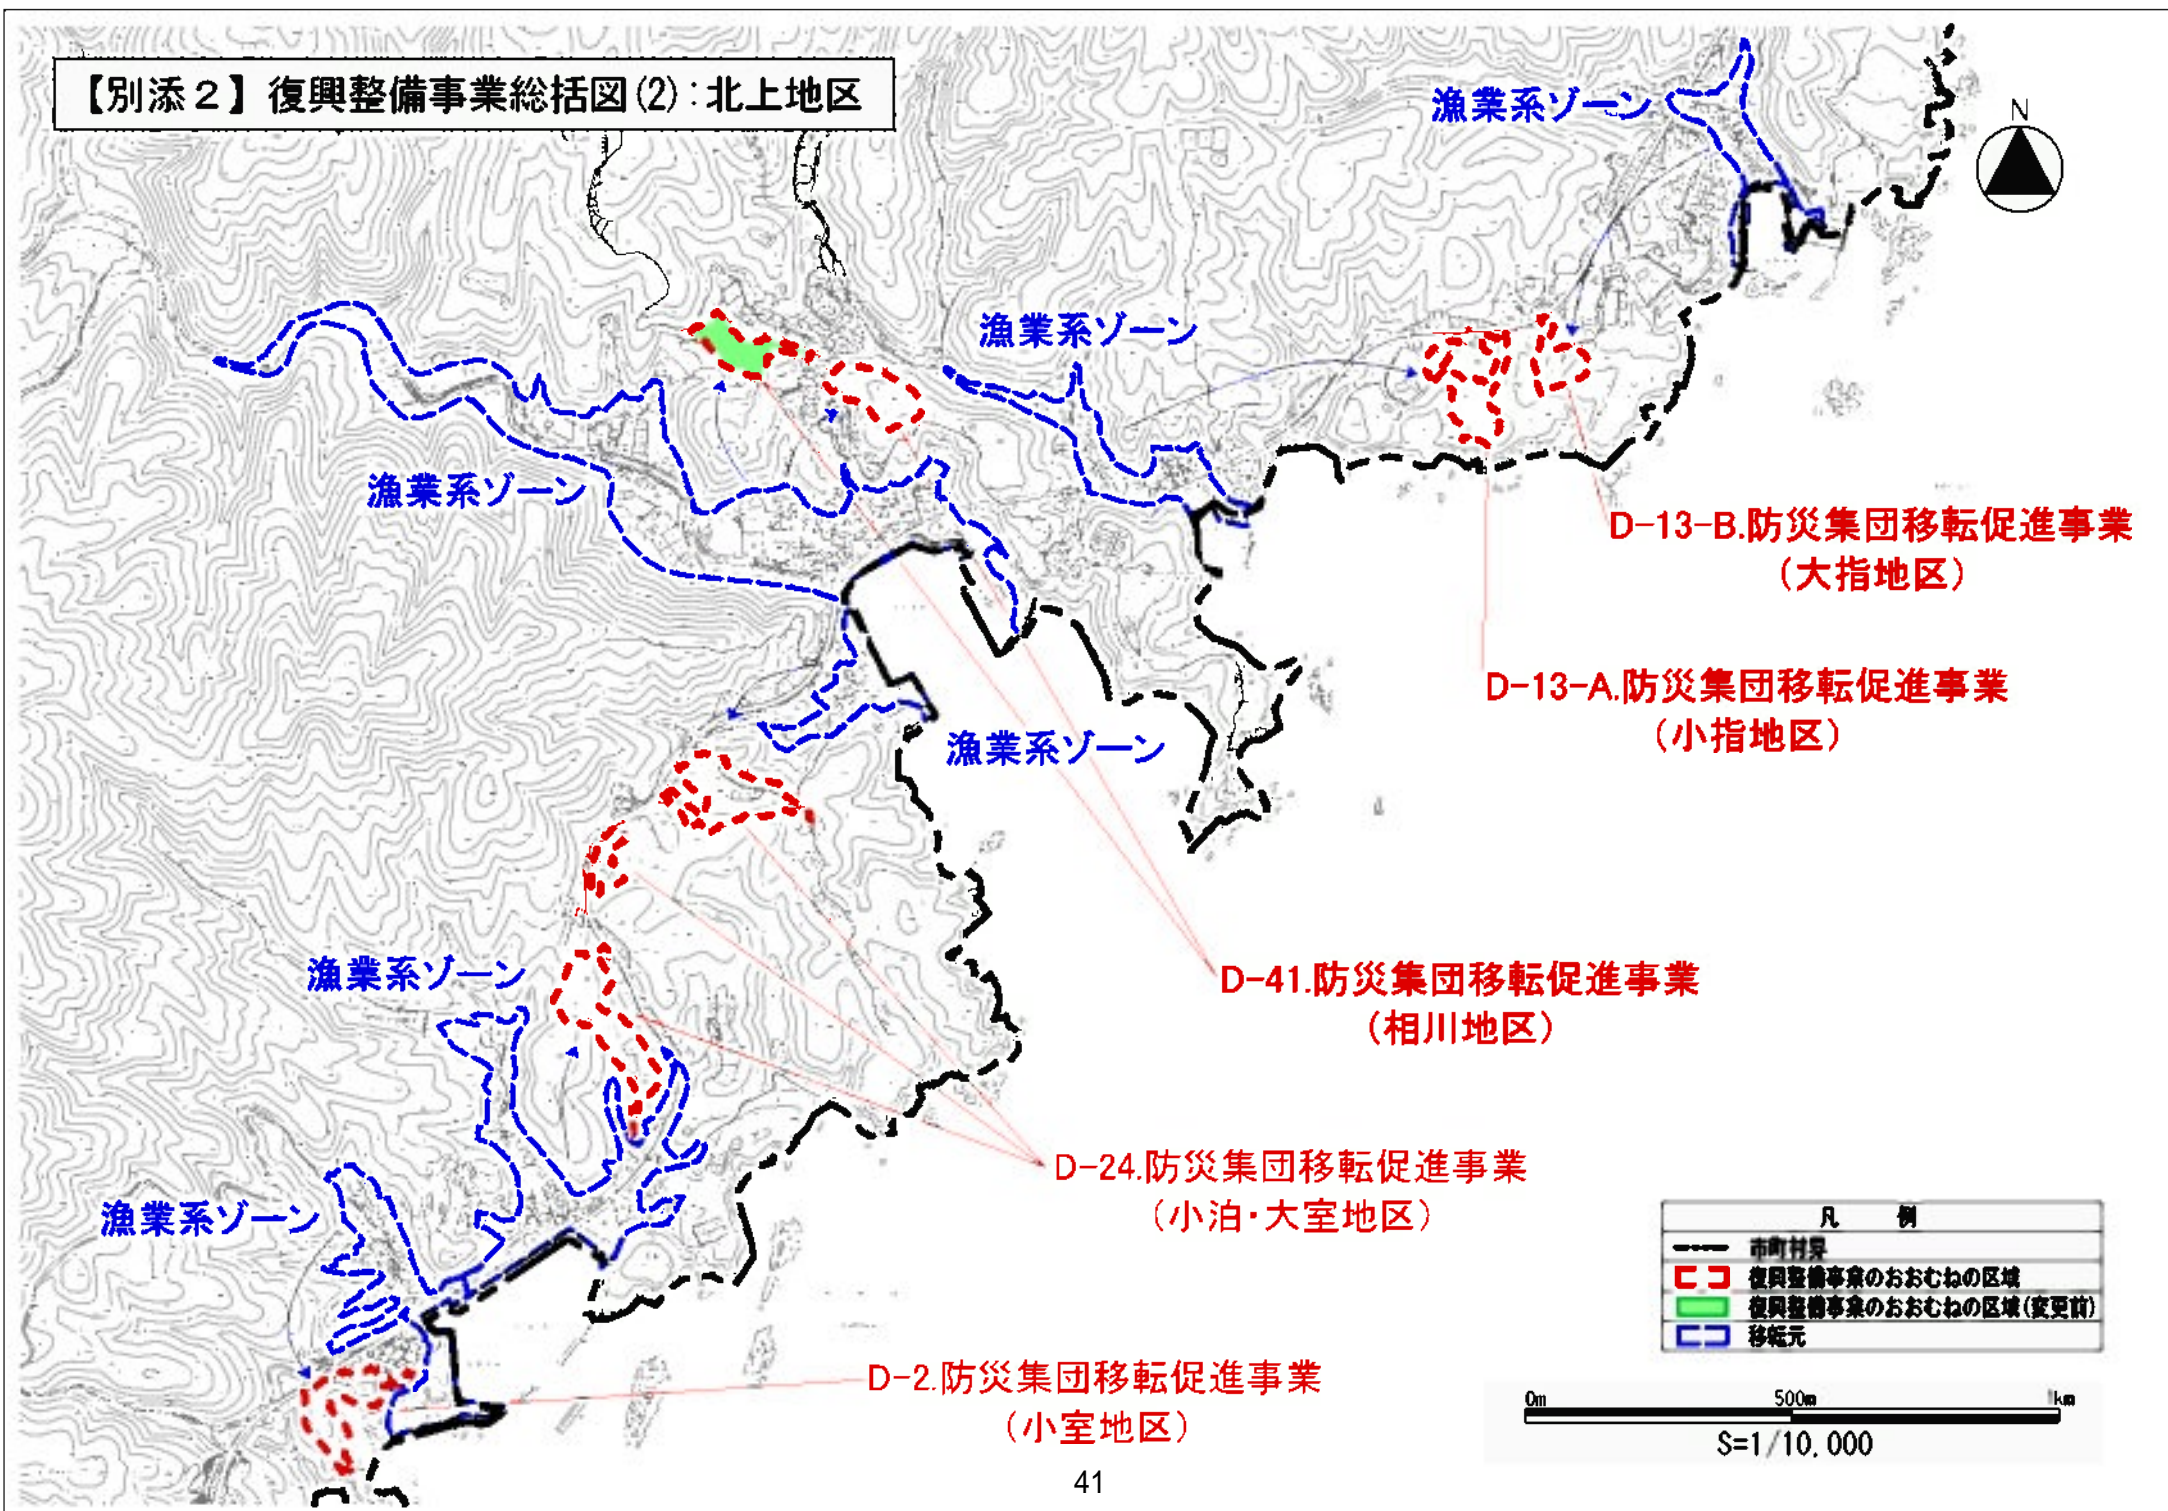 【別添2】復興整備事業総括図(2):北上地区
漁業系ゾーン
N
漁業系ゾーン
漁業系ゾーン
D-13-B.防災集団移転促進事業
(大指地区)
D-13-A.防災集団移転促進事業
(小指地区)
漁業系ゾーン
漁業系ゾーン
D-41.防災集団移転促進事業
(相川地区)
D-24.防災集団移転促進事業
(小泊・大室地区)
漁業系ゾーン
D-2.防災集団移転促進事業
(小室地区)
凡 例
市町村界
復興整備事業のおおむねの区域
復興整備事業のおおむねの区域(変更前)
移転元
0m 500m 1km
S=1/10,000
41